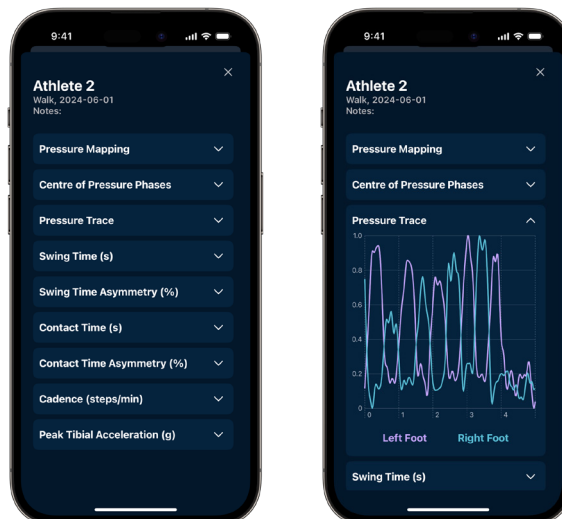 9:41
Athlete 2
Walk, 2024-06-01
Notes:
Pressure Mapping
Centre of Pressure Phases
Pressure Trace
Swing Time (s)
Swing Time Asymmetry (%)
Contact Time (s)
Contact Time Asymmetry (%)
Cadence (steps/min)
Peak Tibial Acceleration (g)
9:41
Athlete 2
Walk, 2024-06-01
Notes:
Pressure Mapping
Centre of Pressure Phases
Pressure Trace
1.0
0.8
0.6
0.4
0.2
0
0 1 2 3 4
Left Foot Right Foot
Swing Time (s)